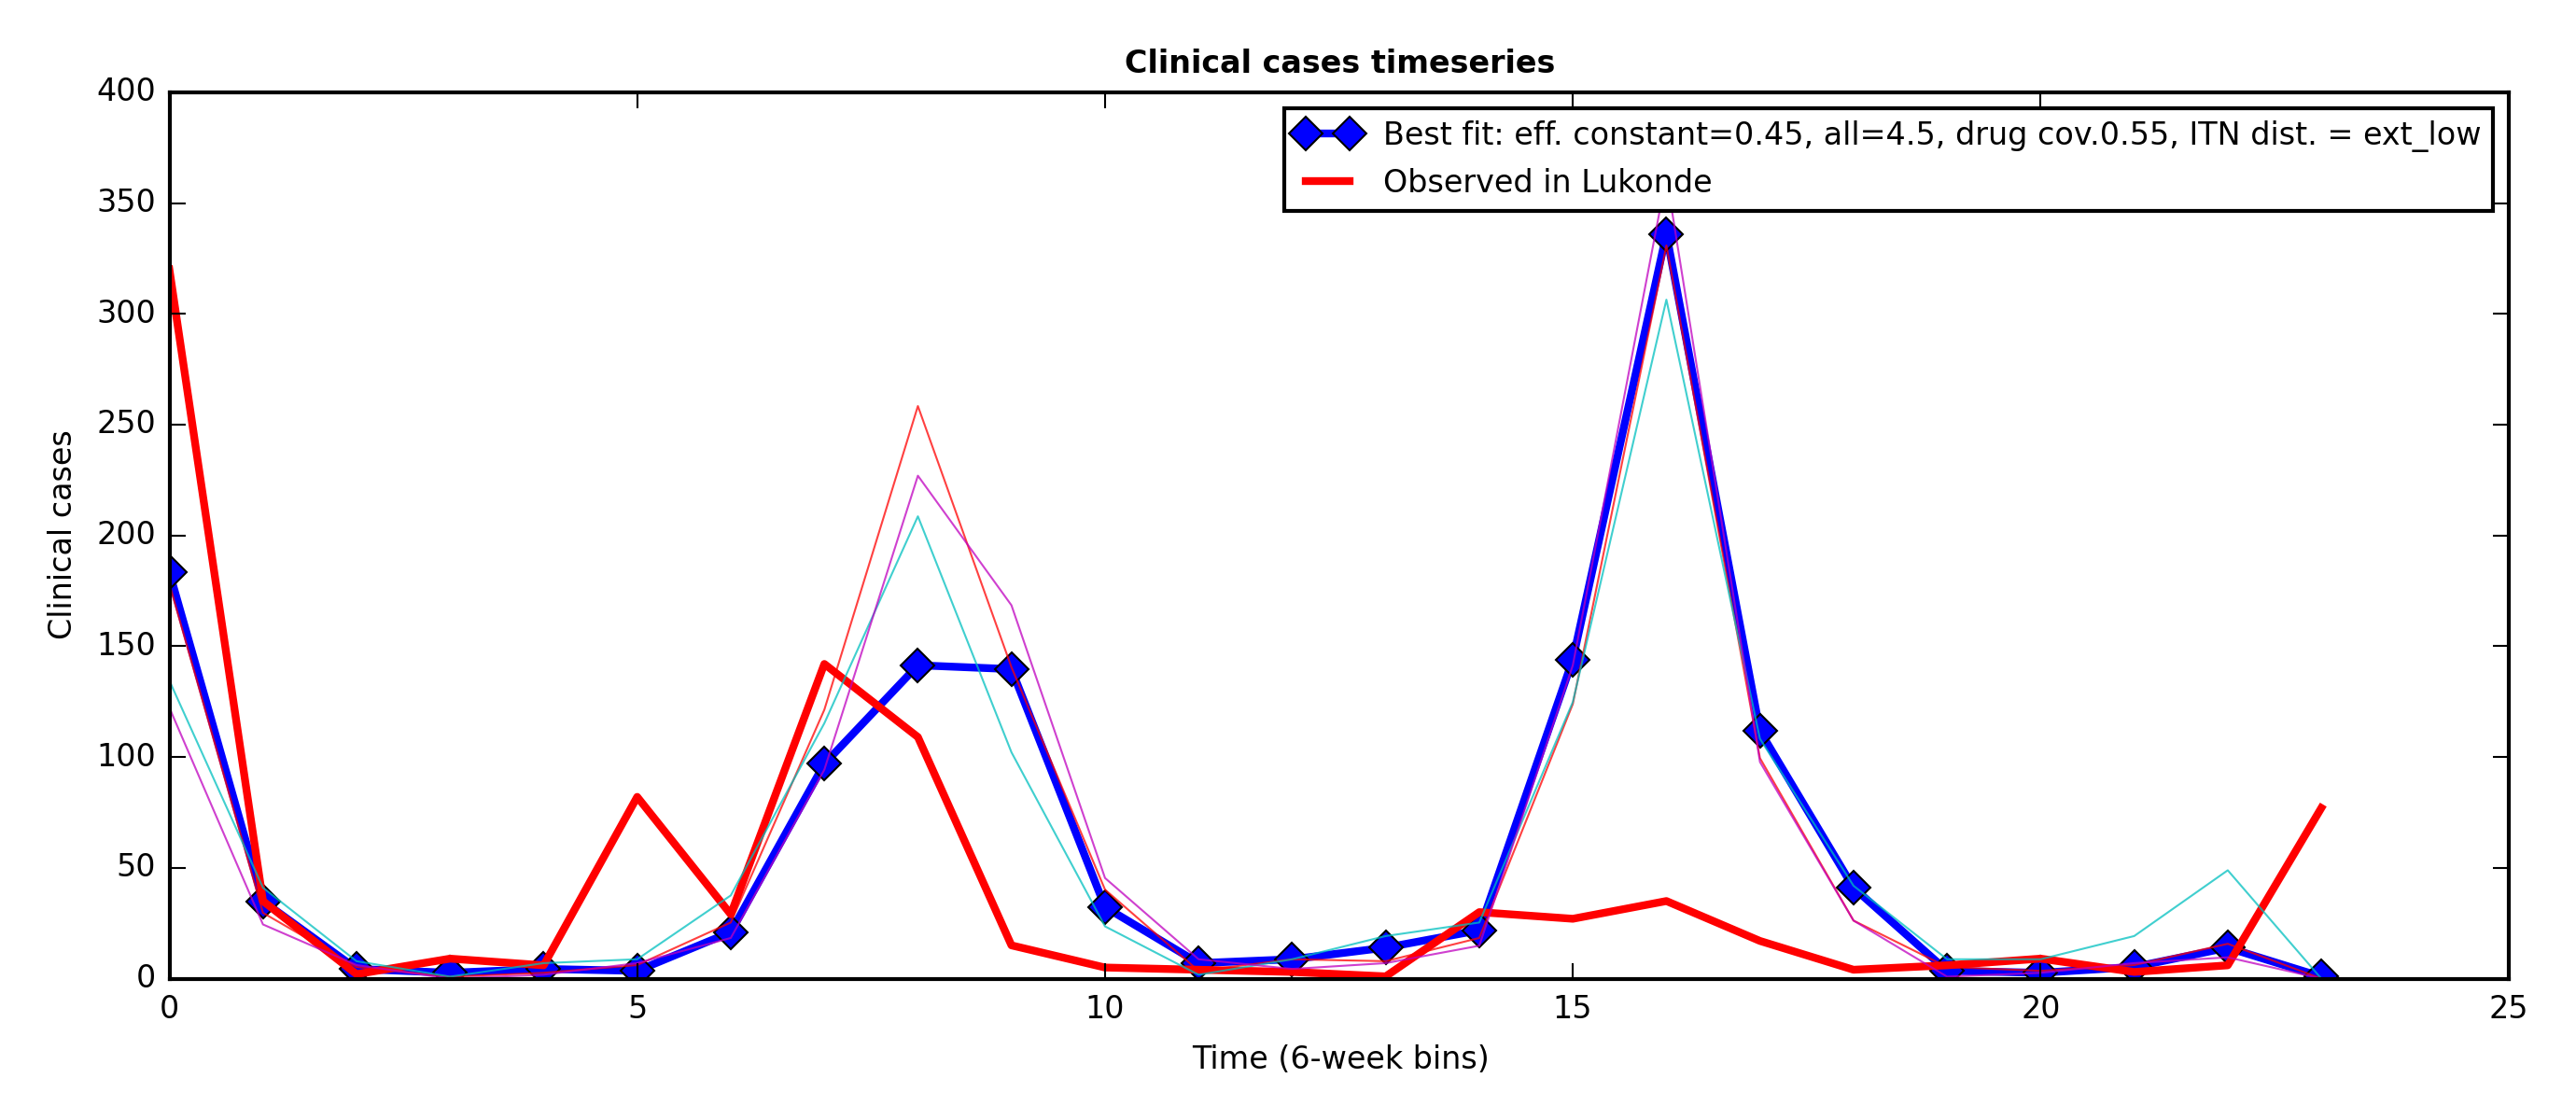 Clinical cases timeseries
400
350
300
250
200
150
100
50
0
Clinical cases
Best fit: eff. constant=0.45, all=4.5, drug cov.0.55, ITN dist. = ext_low
Observed in Lukonde
0 5 10 15 20 25
Time (6-week bins)